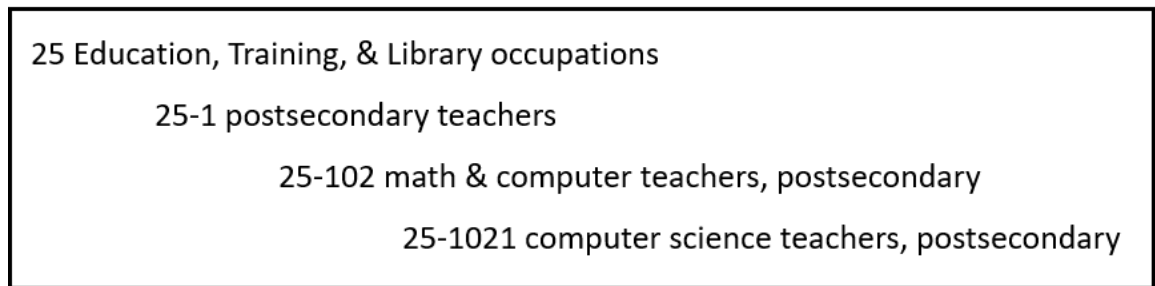 25 Education, Training, & Library occupations
25-1 postsecondary teachers
25-102 math & computer teachers, postsecondary
25-1021 computer science teachers, postsecondary